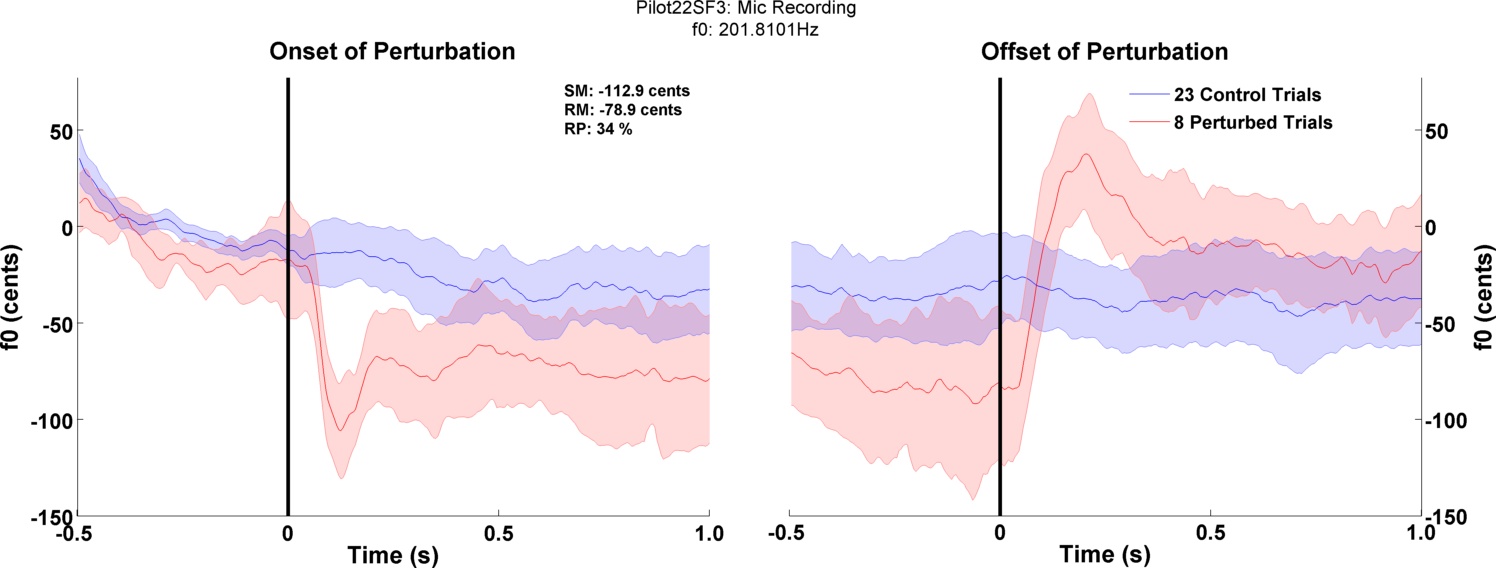 Pilot22SF3: Mic Recording
f0: 201.8101Hz
Onset of Perturbation
SM: -112.9 cents
RM: -78.9 cents
RP: 34 %
f0 (cents)
50
0
-50
-100
-150
-0.5
0
0.5
1.0
Time (s)
Offset of Perturbation
23 Control Trials
8 Perturbed Trials
-0.5
0
0.5
1.0
Time (s)
50
0
-50
-100
-150
f0 (cents)